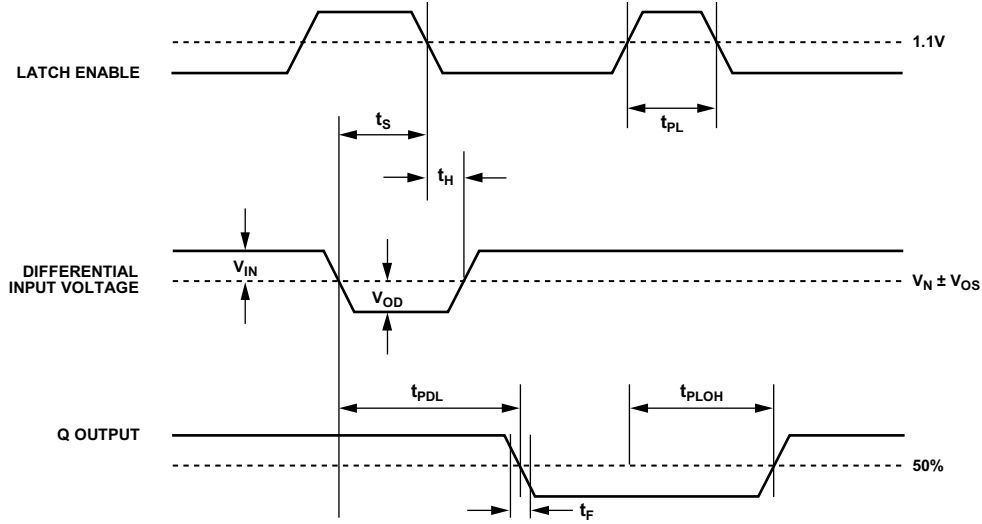 1.1V
LATCH ENABLE
tS
tPL
tH
DIFFERENTIAL
INPUT VOLTAGE
VIN
VOD
VN ± VOS
tPDL
tPLOH
Q OUTPUT
50%
tF